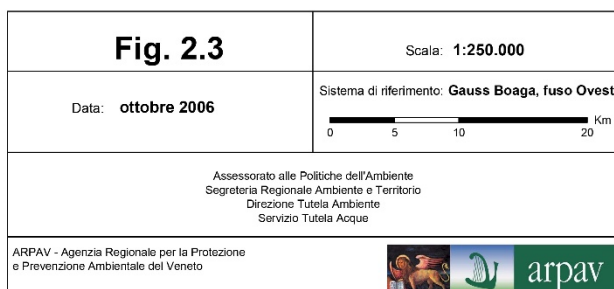 Fig. 2.3
Scala: 1:250.000
Data: ottobre 2006
Sistema di riferimento: Gauss Boaga, fuso Ovest
Km
0 5 10 20
Assessorato alle Politiche dell'Ambiente
Segreteria Regionale Ambiente e Territorio
Direzione Tutela Ambiente
Servizio Tutela Acque
ARPAV - Agenzia Regionale per la Protezione
e Prevenzione Ambientale del Veneto
arpav